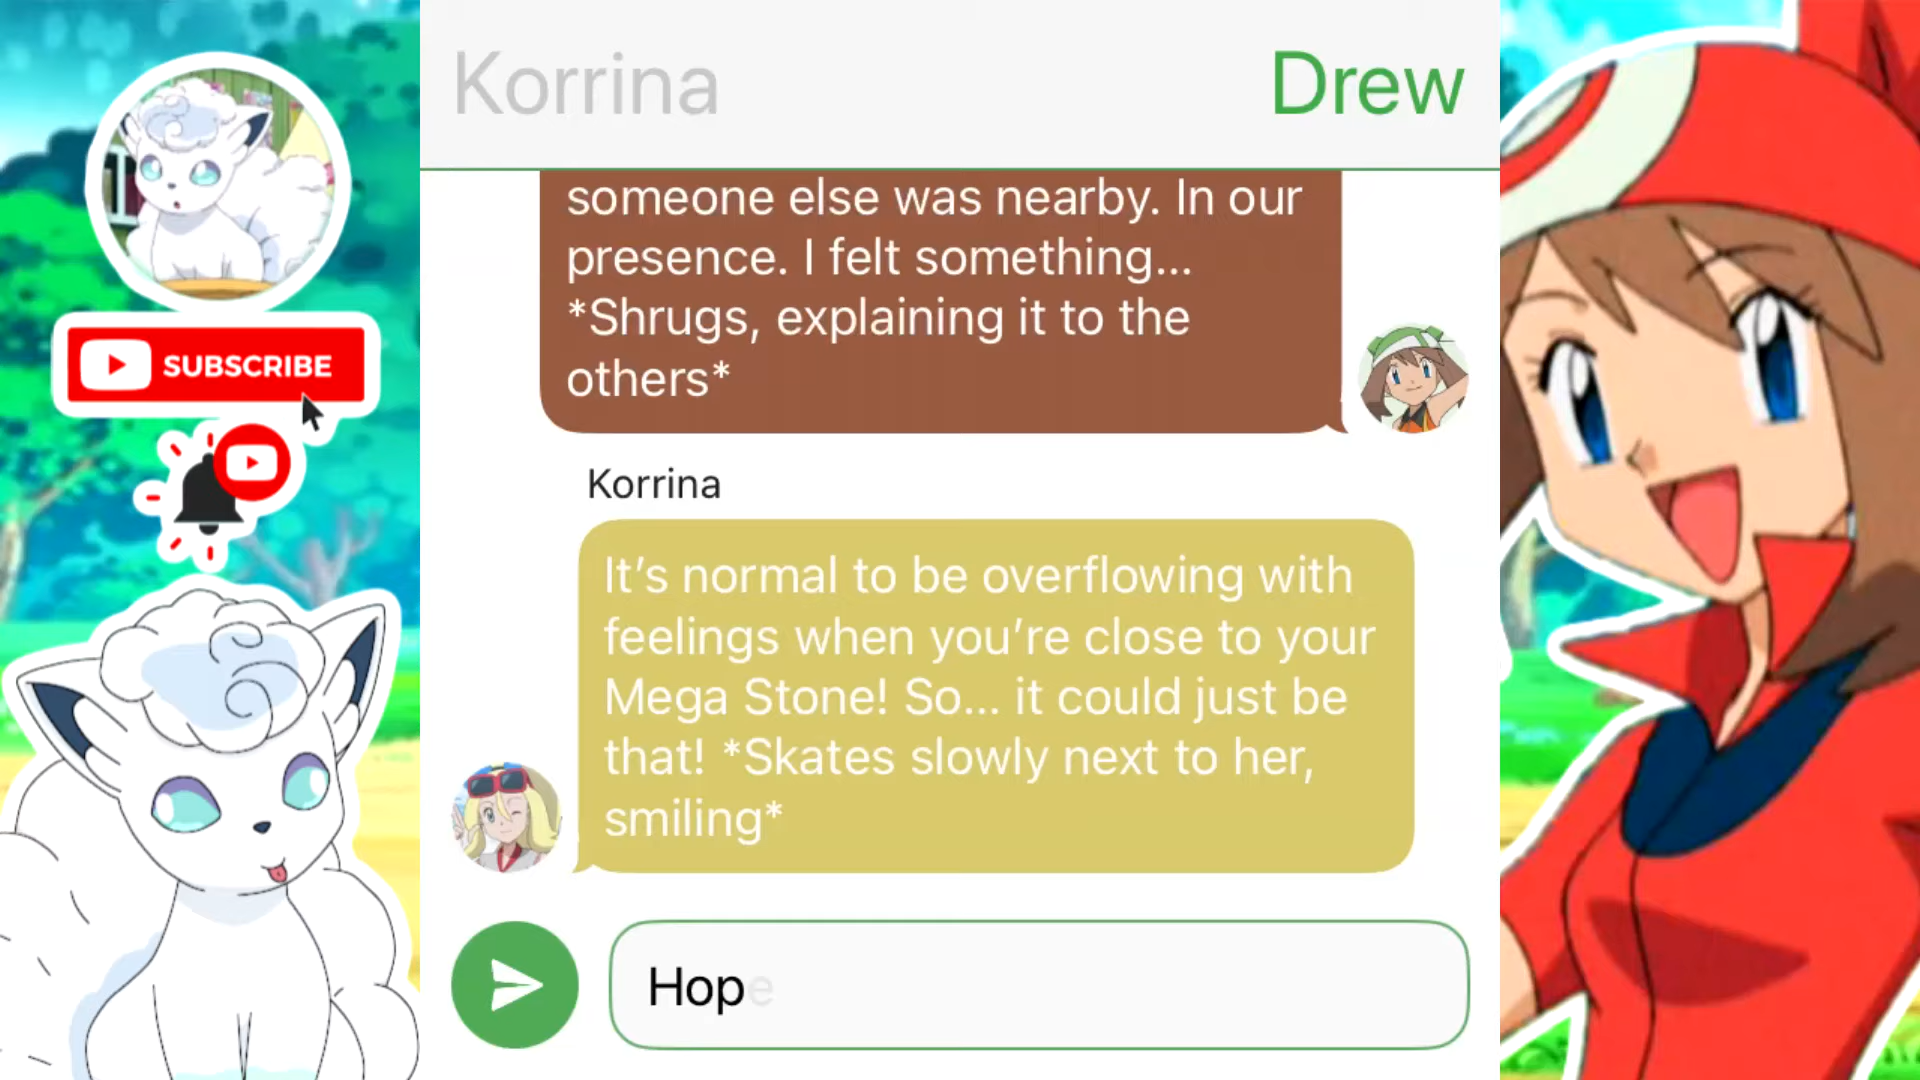 Korrina
Drew
someone else was nearby. In our
presence. I felt something...
*Shrugs, explaining it to the
others*
SUBSCRIBE
Korrina
It’s normal to be overflowing with
feelings when you’re close to your
Mega Stone! So... it could just be
that! *Skates slowly next to her,
smiling*
Hope